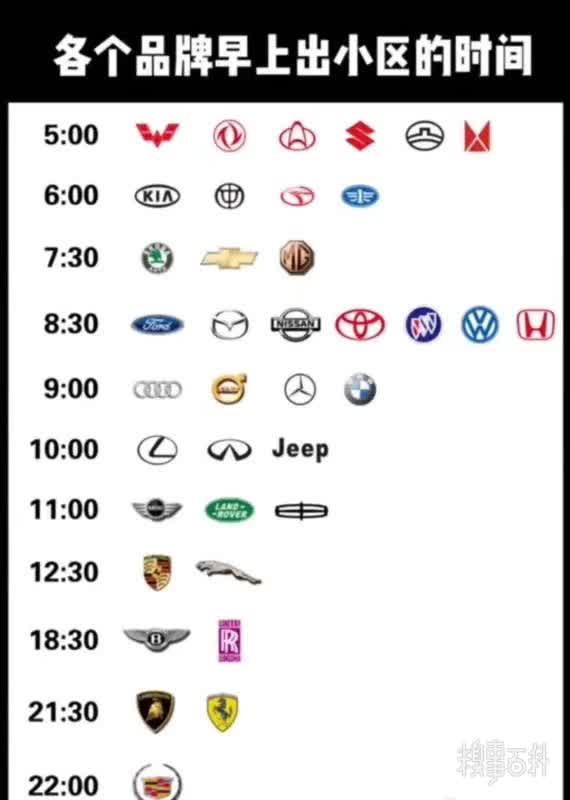 各个品牌早上出小区的时间
5:00
6:00
KIA
7:30
MG
8:30
Ford
NISSAN
9:00
10:00
Jeep
11:00
LAND-
-ROVER
12:30
18:30
B
RR
21:30
22:00
糗事百科